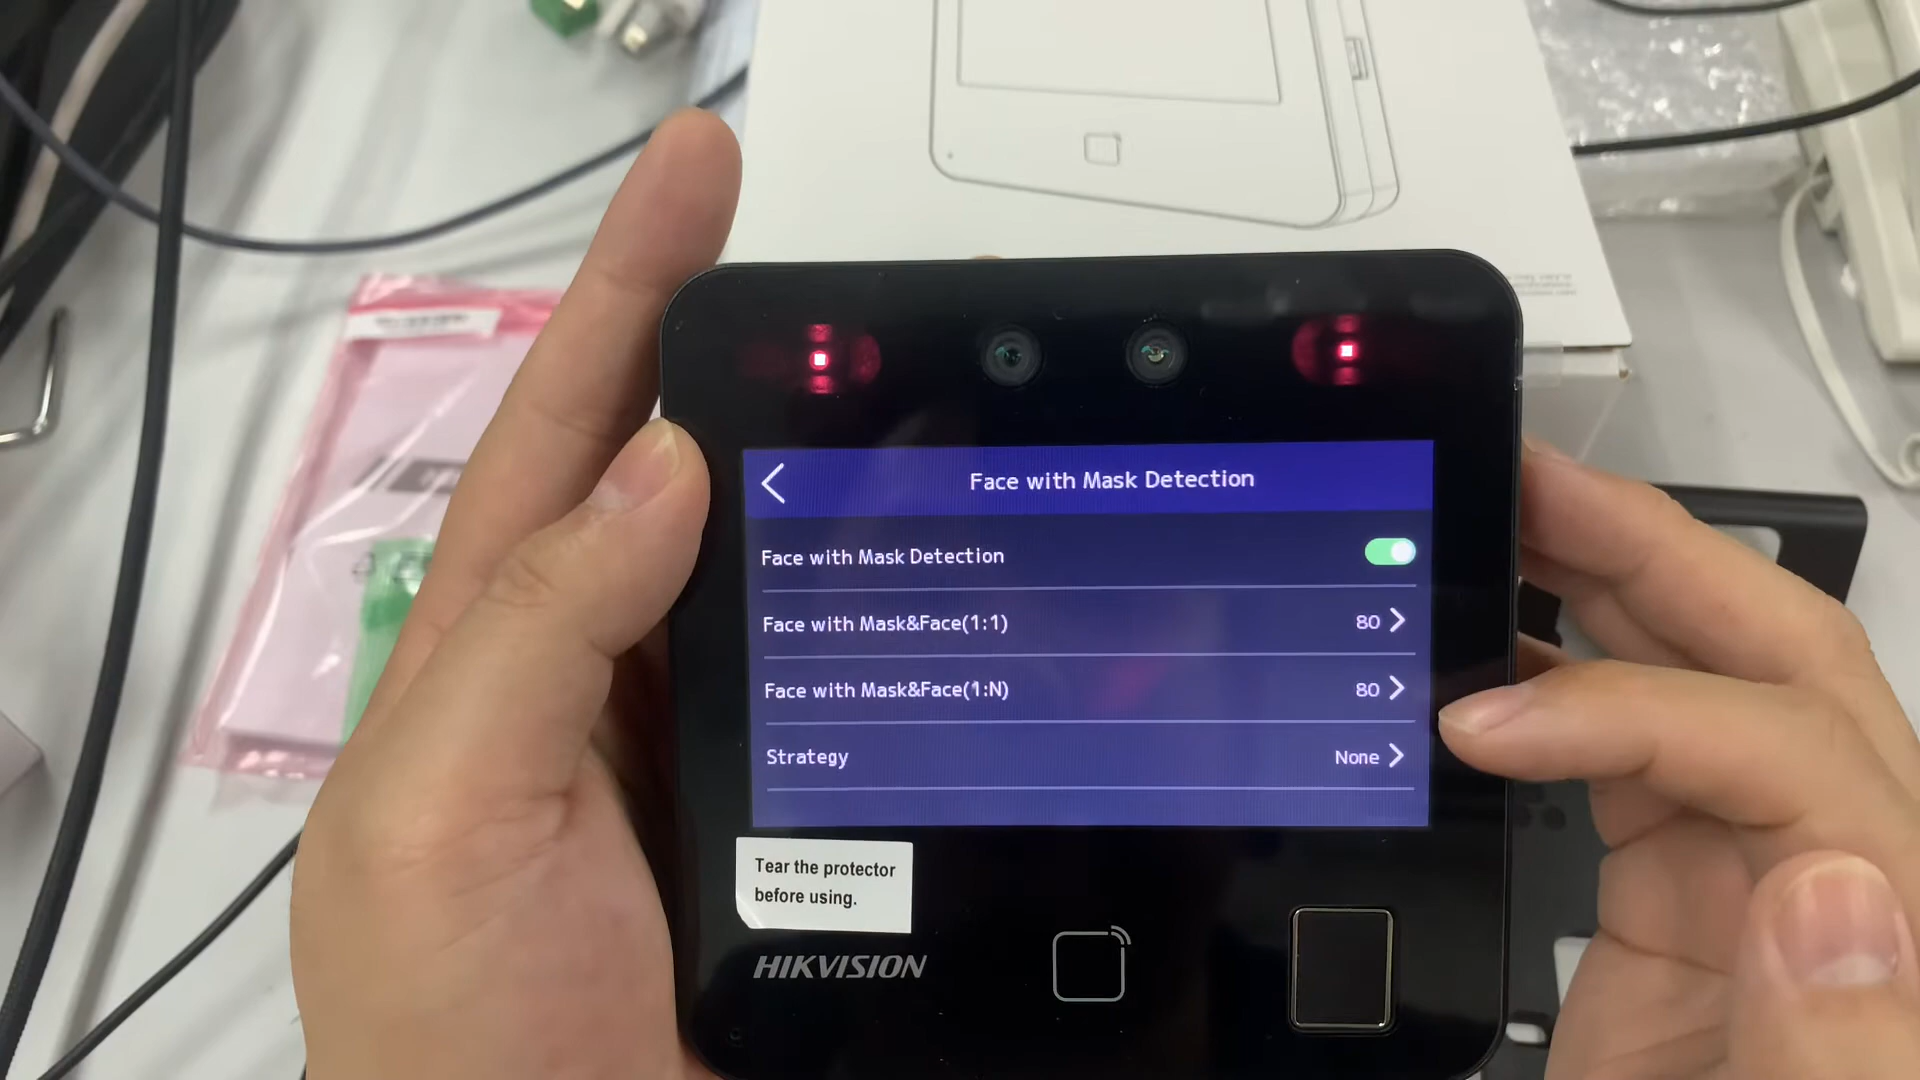 Face with Mask Detection
Face with Mask Detection
Face with Mask&Face(1:1) 80
Face with Mask&Face(1:N) 80
Strategy None
Tear the protector
before using.
HIKVISION